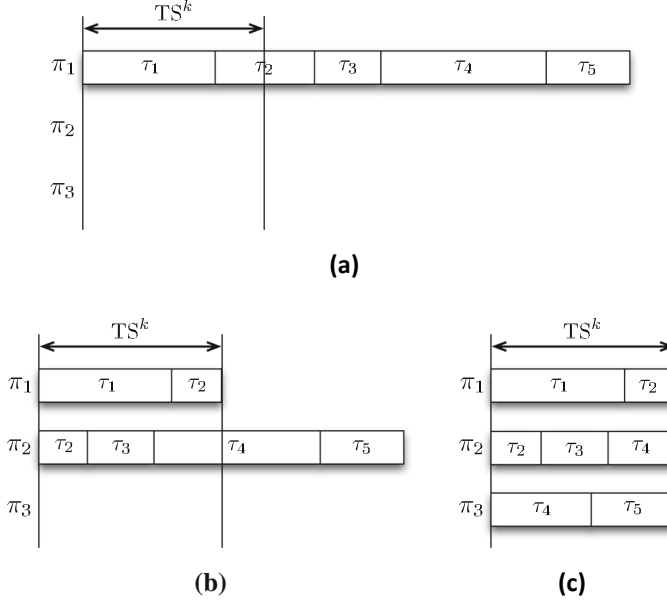 TS^k
π₁ τ₁ τ₂ τ₃ τ₄ τ₅
π₂
π₃
(a)
TS^k
π₁ τ₁ τ₂
π₂ τ₂ τ₃ τ₄ τ₅
π₃
(b)
TS^k
π₁ τ₁ τ₂
π₂ τ₂ τ₃ τ₄
π₃ τ₄ τ₅
(c)